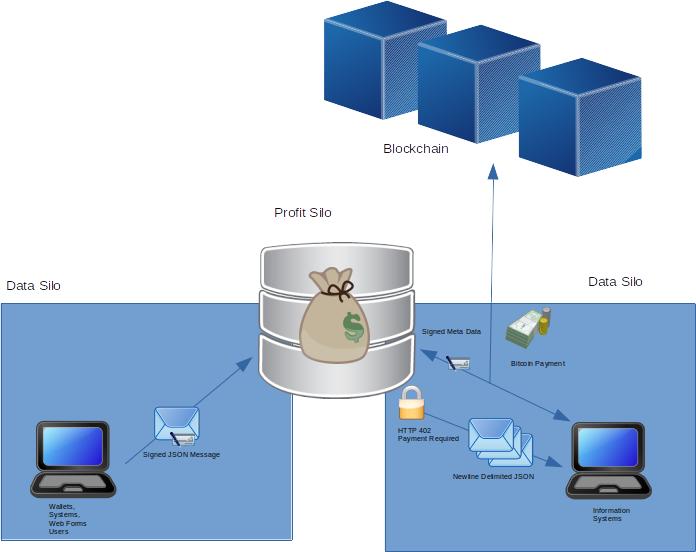 Blockchain
Profit Silo
Data Silo
Data Silo
Signed Meta Data
Bitcoin Payment
$
HTTP 402
Payment Required
Signed JSON Message
Newline Delimited JSON
Wallets,
Systems,
Web Forms
Users
Information
Systems